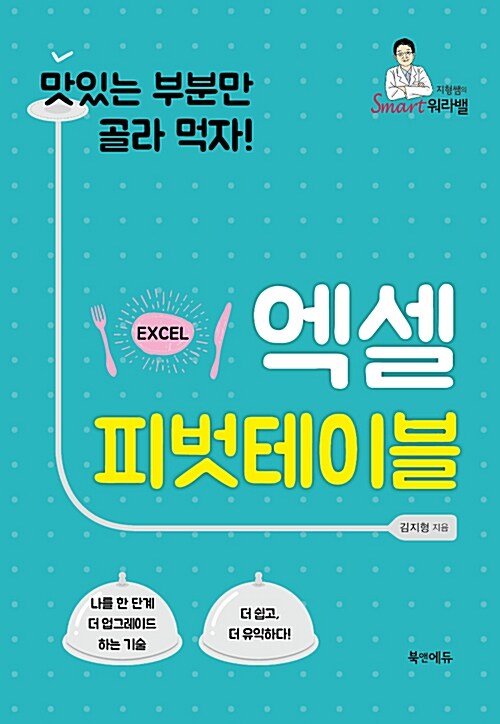 맛있는 부분만
골라 먹자!
지형쌤의
Smart 워라밸
EXCEL
엑셀
피벗테이블
김지형 지음
나를 한 단계
더 업그레이드
하는 기술
더 쉽고,
더 유익하다!
북앤에듀